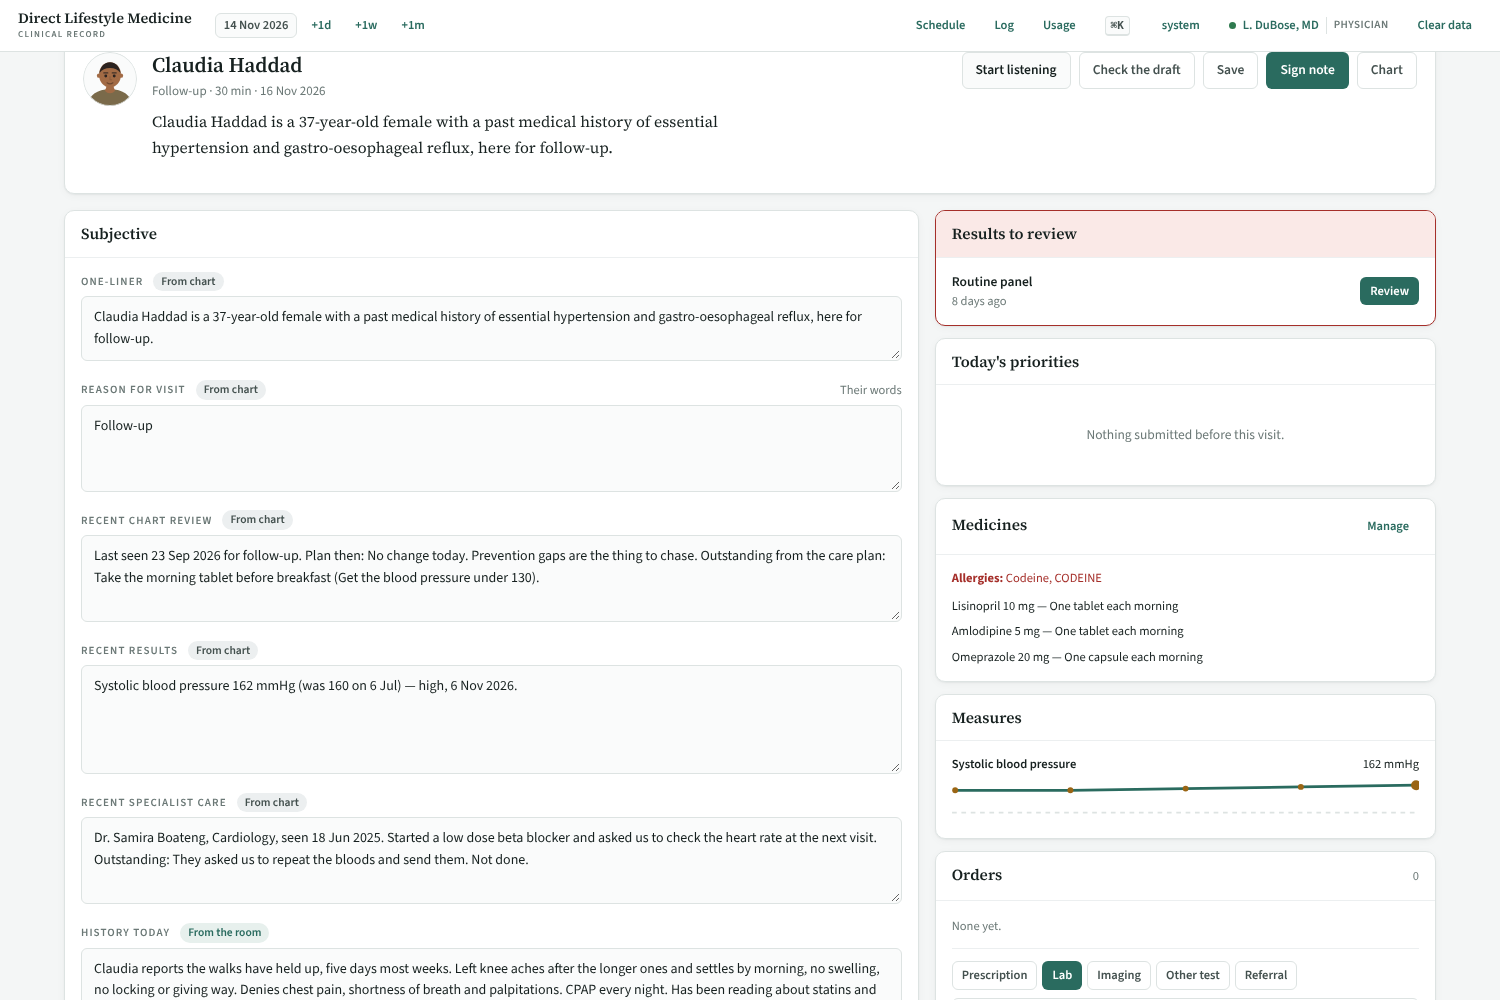 Direct Lifestyle Medicine
CLINICAL RECORD
14 Nov 2026
+1d
+1w
+1m
Schedule
Log
Usage
⌘K
system
L. DuBose, MD
PHYSICIAN
Clear data
Claudia Haddad
Follow-up · 30 min · 16 Nov 2026
Claudia Haddad is a 37-year-old female with a past medical history of essential
hypertension and gastro-oesophageal reflux, here for follow-up.
Start listening
Check the draft
Save
Sign note
Chart
Subjective
ONE-LINER
From chart
Claudia Haddad is a 37-year-old female with a past medical history of essential hypertension and gastro-oesophageal reflux, here for
follow-up.
REASON FOR VISIT
From chart
Their words
Follow-up
RECENT CHART REVIEW
From chart
Last seen 23 Sep 2026 for follow-up. Plan then: No change today. Prevention gaps are the thing to chase. Outstanding from the care plan:
Take the morning tablet before breakfast (Get the blood pressure under 130).
RECENT RESULTS
From chart
Systolic blood pressure 162 mmHg (was 160 on 6 Jul) — high, 6 Nov 2026.
RECENT SPECIALIST CARE
From chart
Dr. Samira Boateng, Cardiology, seen 18 Jun 2025. Started a low dose beta blocker and asked us to check the heart rate at the next visit.
Outstanding: They asked us to repeat the bloods and send them. Not done.
HISTORY TODAY
From the room
Claudia reports the walks have held up, five days most weeks. Left knee aches after the longer ones and settles by morning, no swelling,
no locking or giving way. Denies chest pain, shortness of breath and palpitations. CPAP every night. Has been reading about statins and
Results to review
Routine panel
8 days ago
Review
Today's priorities
Nothing submitted before this visit.
Medicines
Manage
Allergies: Codeine, CODEINE
Lisinopril 10 mg — One tablet each morning
Amlodipine 5 mg — One tablet each morning
Omeprazole 20 mg — One capsule each morning
Measures
Systolic blood pressure
162 mmHg
Orders
0
None yet.
Prescription
Lab
Imaging
Other test
Referral